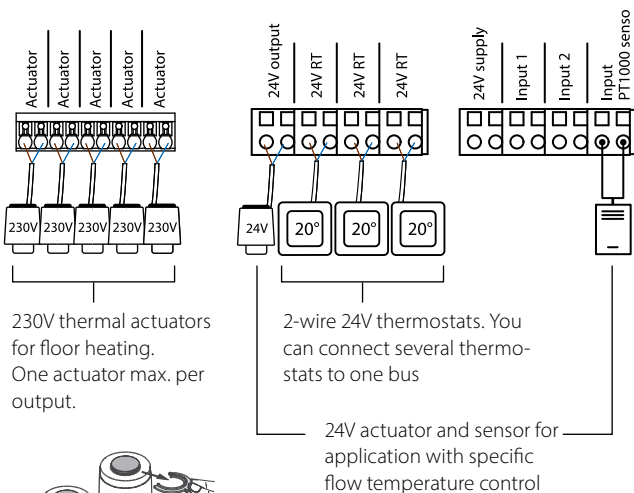 Actuator
Actuator
Actuator
Actuator
Actuator
24V output
24V RT
24V RT
24V RT
24V supply
Input 1
Input 2
Input
PT1000 senso
230V
230V
230V
230V
230V
24V
20°
20°
20°
230V thermal actuators
for floor heating.
One actuator max. per
output.
2-wire 24V thermostats. You
can connect several thermo-
stats to one bus
24V actuator and sensor for
application with specific
flow temperature control